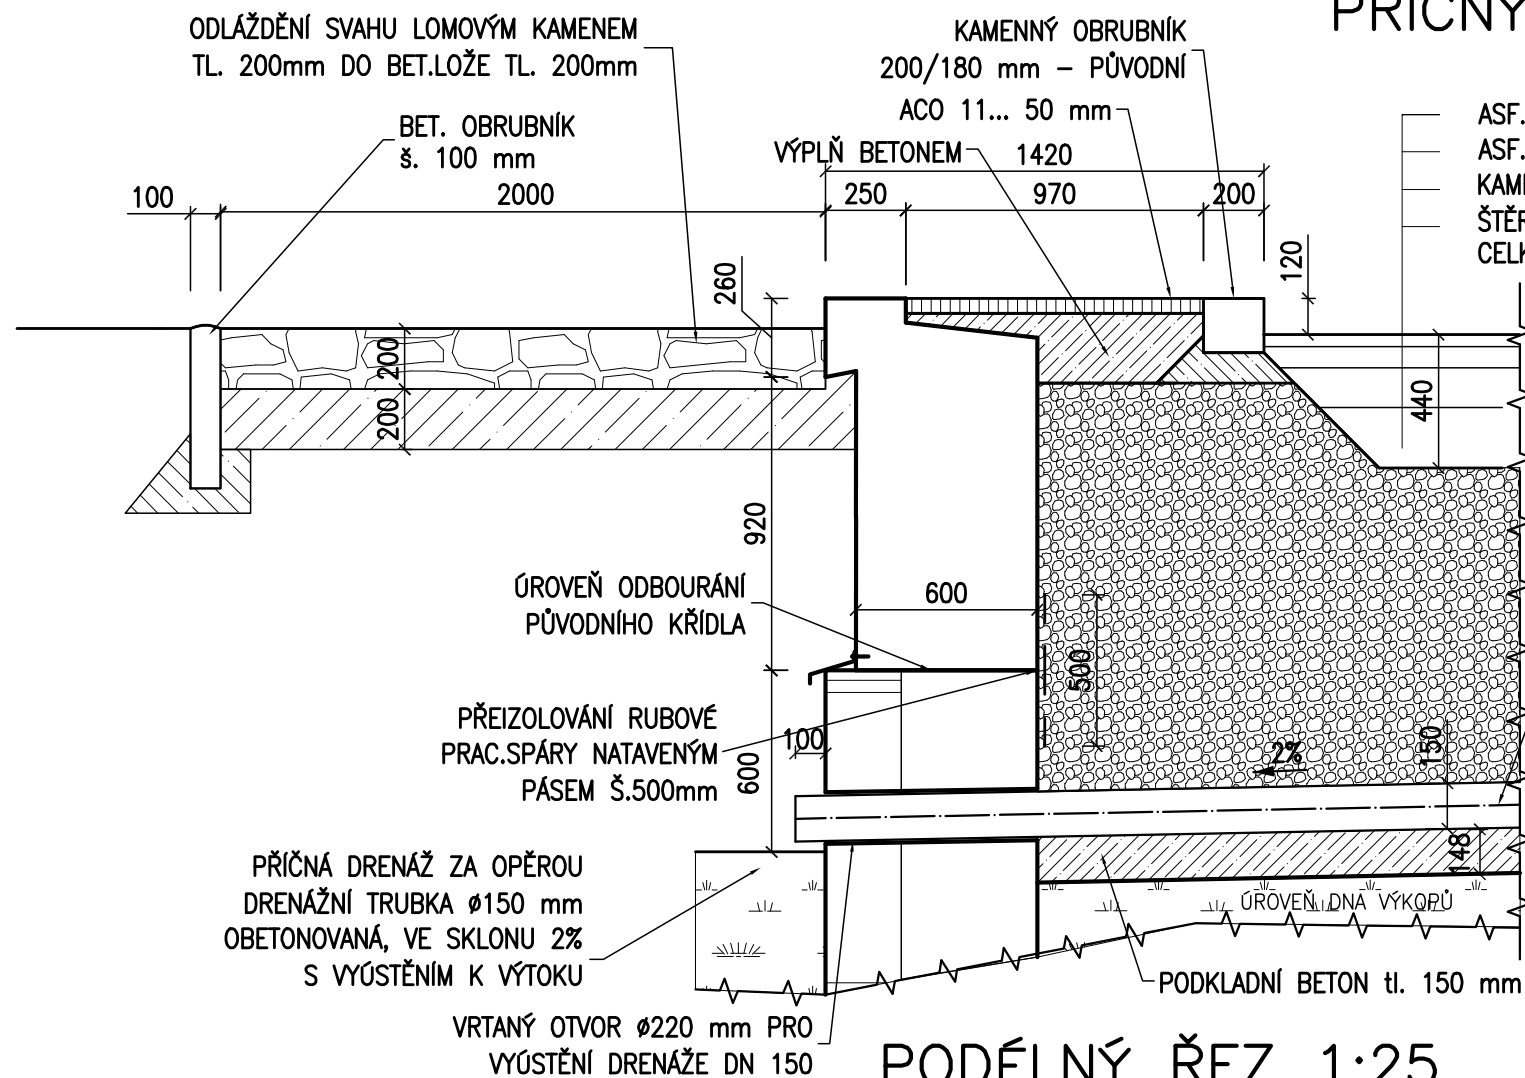 PŘÍČNÝ
ODLÁŽDĚNÍ SVAHU LOMOVÝM KAMENEM
TL. 200mm DO BET.LOŽE TL. 200mm
KAMENNÝ OBRUBNÍK
200/180 mm – PŮVODNÍ
ACO 11... 50 mm
VÝPLŇ BETONEM
BET. OBRUBNÍK
š. 100 mm
ASF.
ASF.
1420
100
2000
250
970
200
120
260
200
200
440
920
600
500
ÚROVEŇ ODBOURÁNÍ
PŮVODNÍHO KŘÍDLA
PŘEIZOLOVÁNÍ RUBOVÉ
PRAC.SPÁRY NATAVENÝM
PÁSEM Š.500mm
100
600
2%
150
148
PŘÍČNÁ DRENÁŽ ZA OPĚROU
DRENÁŽNÍ TRUBKA ø150 mm
OBETONOVANÁ, VE SKLONU 2%
S VYÚSTĚNÍM K VÝTOKU
ÚROVEŇ DNA VÝKOPŮ
PODKLADNÍ BETON tl. 150 mm
VRTANÝ OTVOR ø220 mm PRO
VYÚSTĚNÍ DRENÁŽE DN 150
PODÉLNÝ ŘEZ 1:25